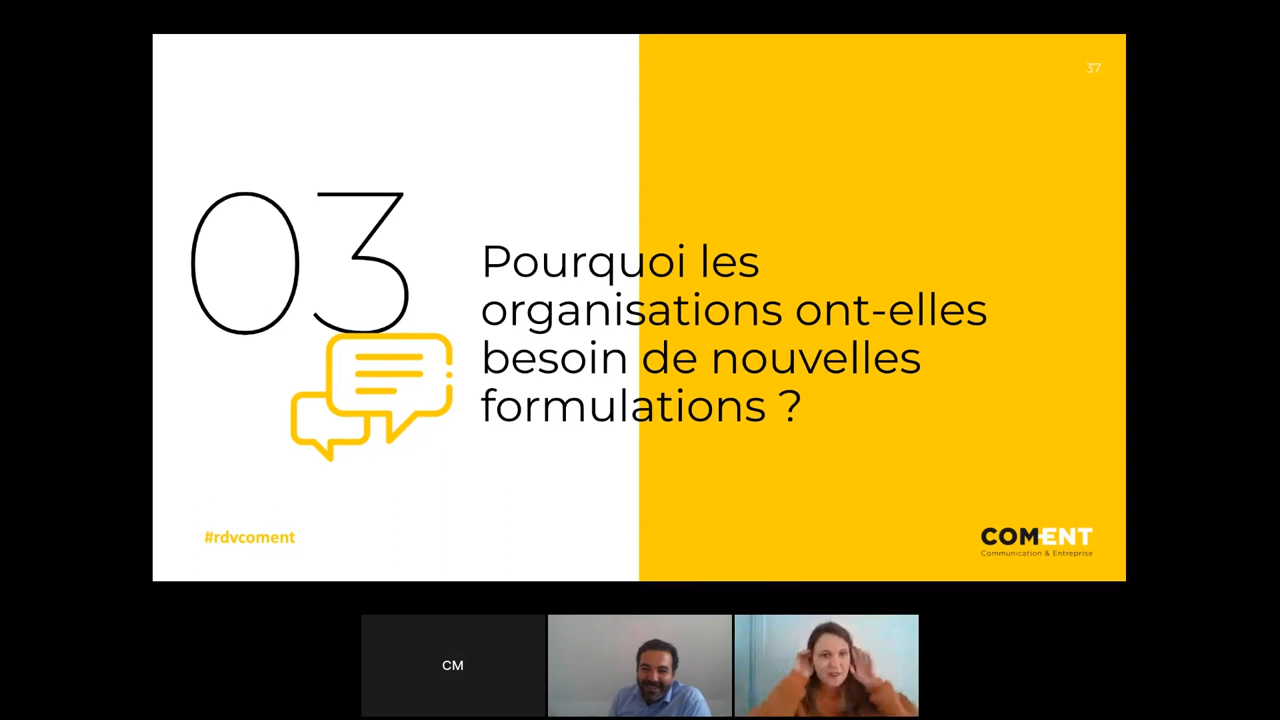 37
03
Pourquoi les
organisations ont-elles
besoin de nouvelles
formulations ?
#rdvcoment
COMENT
Communication & Entreprise
CM